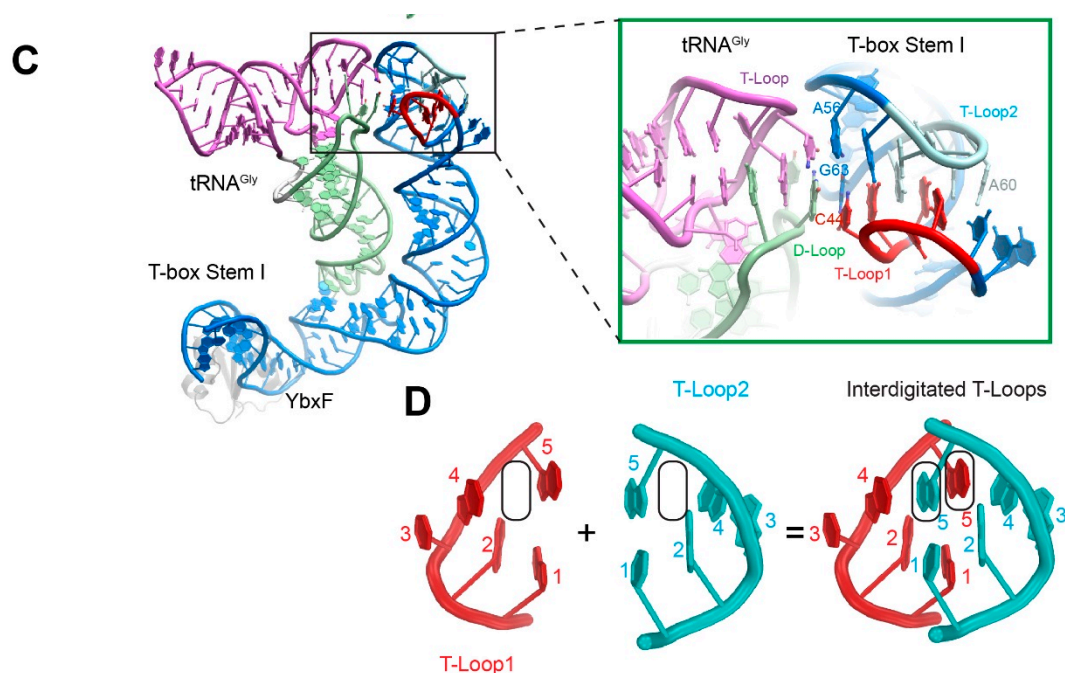 C
tRNAGly
T-box Stem I
YbxF
tRNAGly
T-box Stem I
T-Loop
A56
T-Loop2
G63
A60
C44
D-Loop
T-Loop1
D
T-Loop2
Interdigitated T-Loops
5
4
3
2
1
T-Loop1
+
5
4
3
2
1
=
3
4
2
5
5
1
1
2
4
3